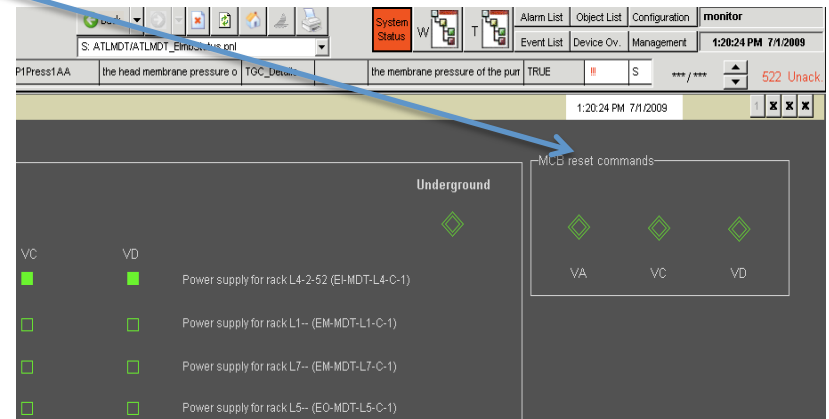 Back
System Status
W
T
Alarm List
Object List
Configuration
monitor
S: ATLMDT/ATLMDT_
Event List
Device Ov.
Management
1:20:24 PM 7/1/2009
P1Press1AA
the head membrane pressure o
TGC_
the membrane pressure of the pur
TRUE
!!!
S
***/***
522 Unack.
1:20:24 PM 7/1/2009
1
X X X
MCB reset commands
Underground
VC
VD
VA
VC
VD
Power supply for rack L4-2-52 (EI-MDT-L4-C-1)
Power supply for rack L1-- (EM-MDT-L1-C-1)
Power supply for rack L7-- (EM-MDT-L7-C-1)
Power supply for rack L5-- (EO-MDT-L5-C-1)